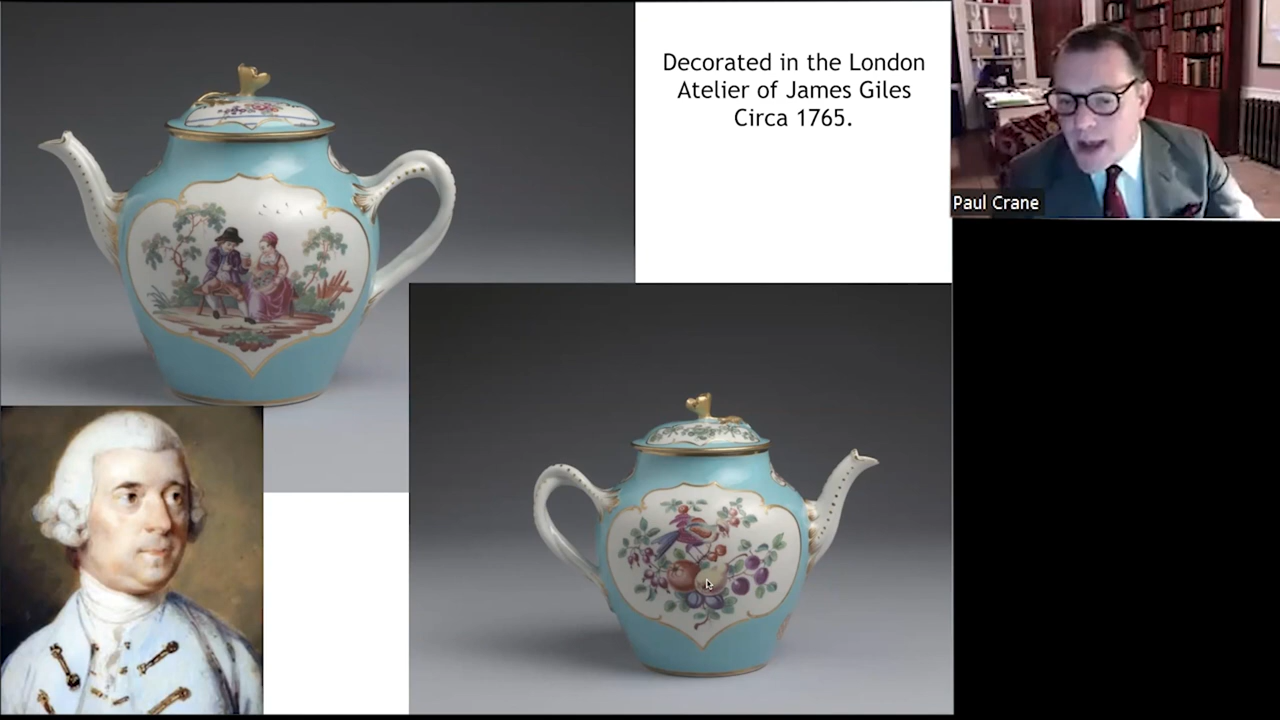 Decorated in the London
Atelier of James Giles
Circa 1765.
Paul Crane